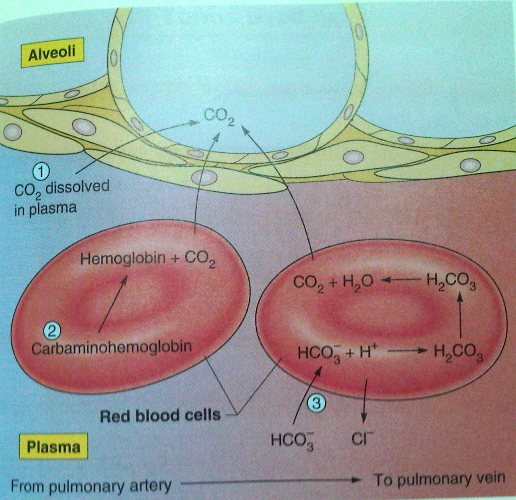 Alveoli
CO₂
1
CO₂ dissolved
in plasma
Hemoglobin + CO₂
2
Carbaminohemoglobin
CO₂ + H₂O ← H₂CO₃
HCO₃⁻ + H⁺ → H₂CO₃
3
Red blood cells
HCO₃⁻ Cl⁻
Plasma
From pulmonary artery → To pulmonary vein